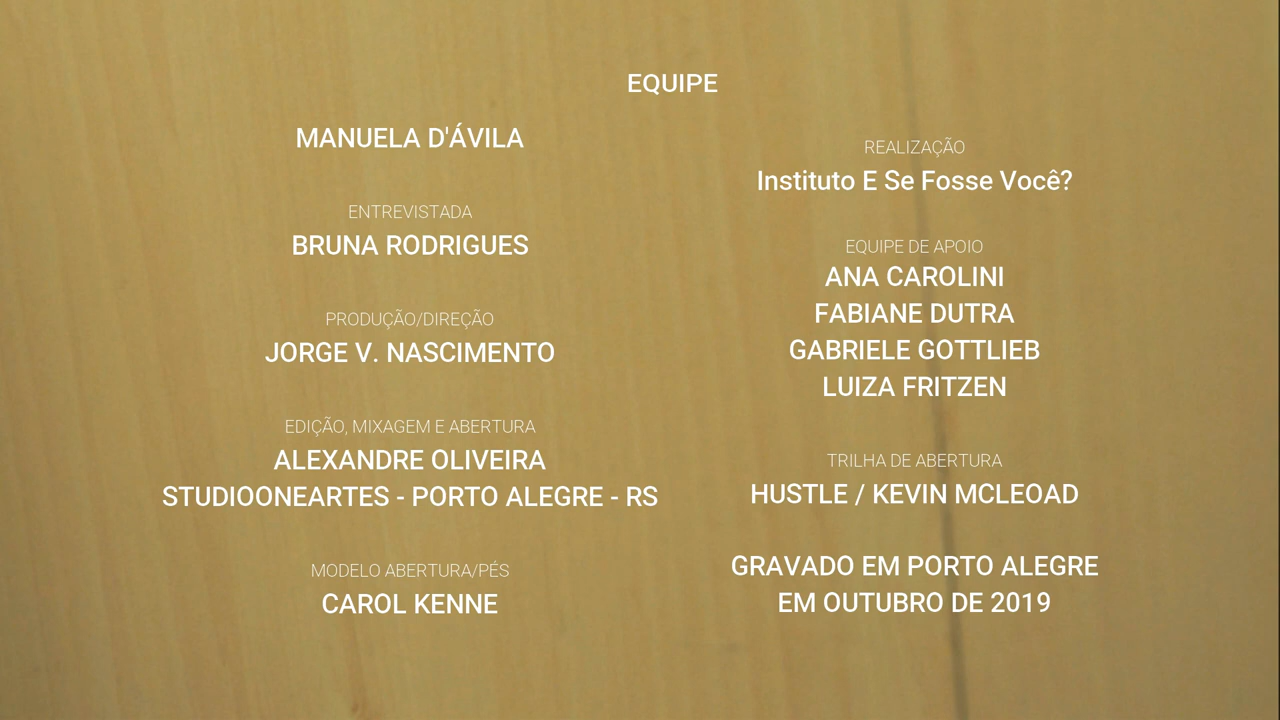 EQUIPE
MANUELA D'ÁVILA
ENTREVISTADA
BRUNA RODRIGUES
PRODUÇÃO/DIREÇÃO
JORGE V. NASCIMENTO
EDIÇÃO, MIXAGEM E ABERTURA
ALEXANDRE OLIVEIRA
STUDIOONEARTES - PORTO ALEGRE - RS
MODELO ABERTURA/PÉS
CAROL KENNE
REALIZAÇÃO
Instituto E Se Fosse Você?
EQUIPE DE APOIO
ANA CAROLINI
FABIANE DUTRA
GABRIELE GOTTLIEB
LUIZA FRITZEN
TRILHA DE ABERTURA
HUSTLE / KEVIN MCLEOAD
GRAVADO EM PORTO ALEGRE
EM OUTUBRO DE 2019